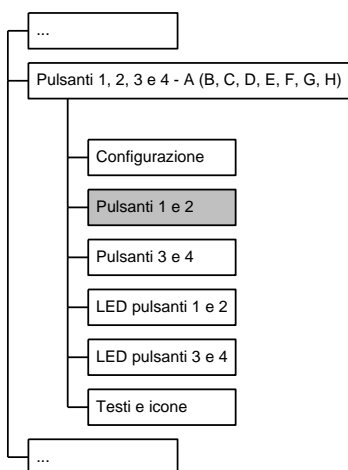 ...
Pulsanti 1, 2, 3 e 4 - A (B, C, D, E, F, G, H)
Configurazione
Pulsanti 1 e 2
Pulsanti 3 e 4
LED pulsanti 1 e 2
LED pulsanti 3 e 4
Testi e icone
...